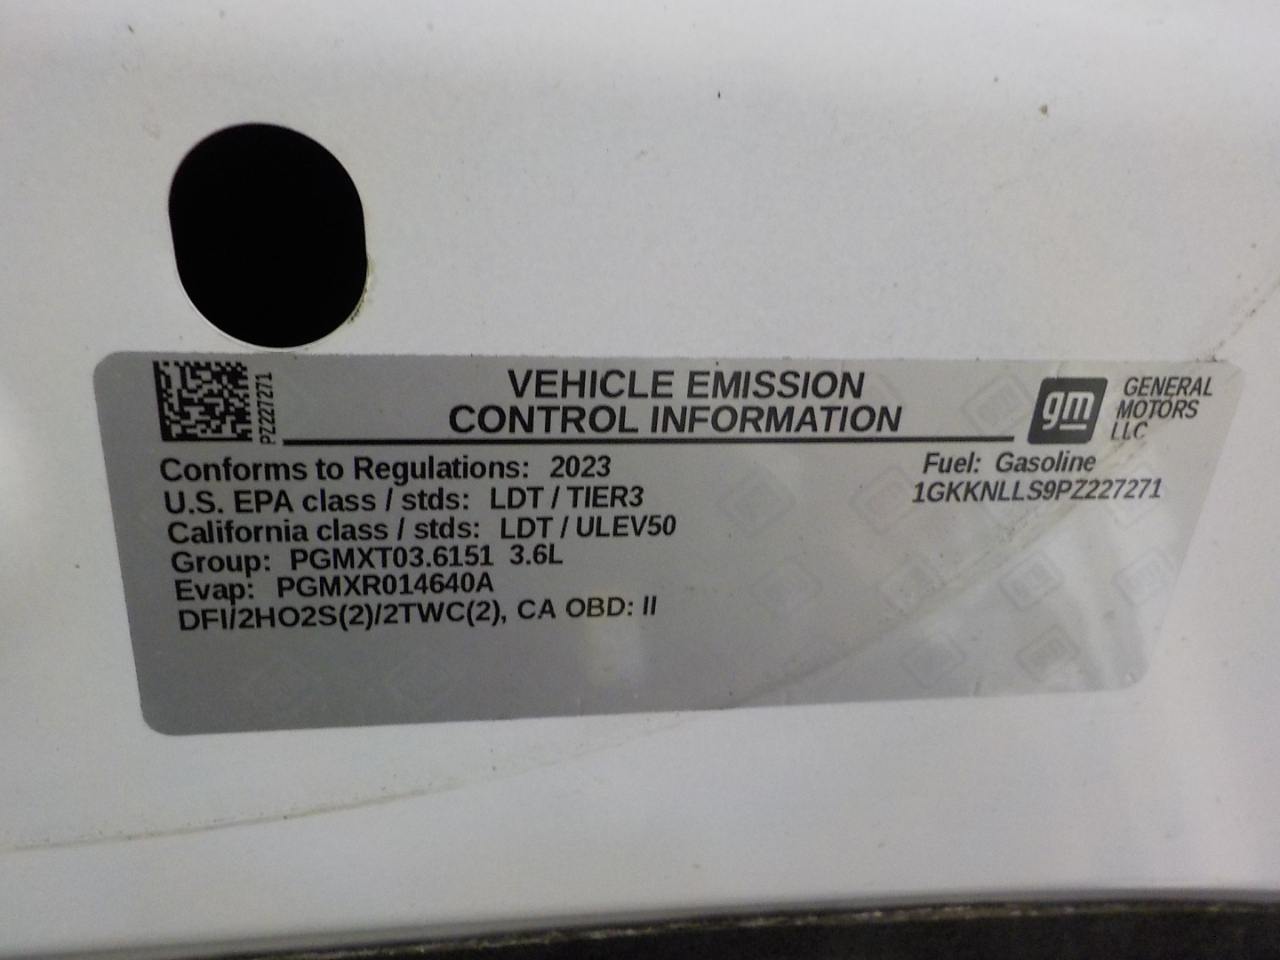 PZ227271
VEHICLE EMISSION
CONTROL INFORMATION
gm
GENERAL
MOTORS
LLC
Conforms to Regulations: 2023
U.S. EPA class / stds: LDT / TIER3
California class / stds: LDT / ULEV50
Group: PGMXT03.6151 3.6L
Evap: PGMXR014640A
DFI/2HO2S(2)/2TWC(2), CA OBD: II
Fuel: Gasoline
1GKKNLLS9PZ227271